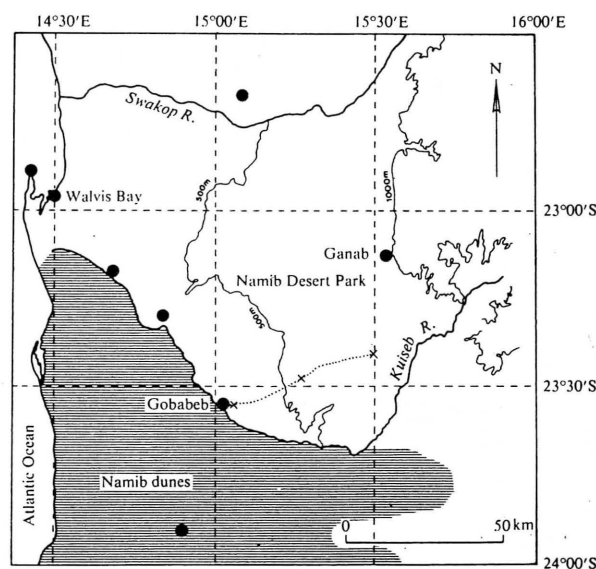 14°30′E 15°00′E 15°30′E 16°00′E
N
Swakop R.
500m
1000m
Walvis Bay
23°00′S
Ganab
Namib Desert Park
500m
Kuiseb R.
23°30′S
Gobabeb
Atlantic Ocean
Namib dunes
0 50 km
24°00′S